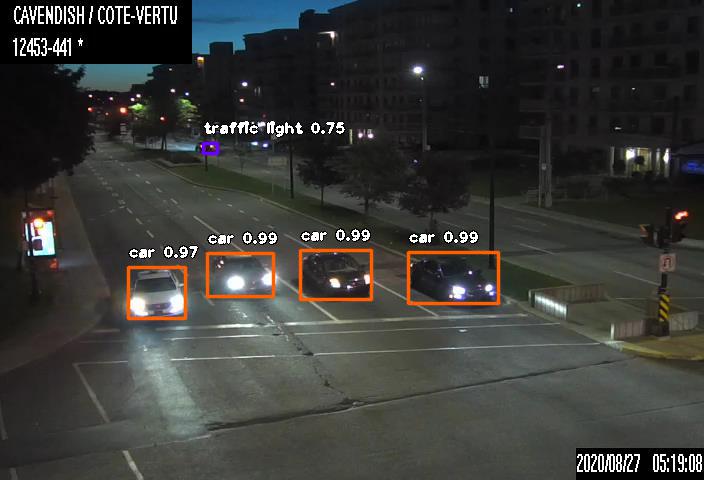 CAVENDISH / COTE-VERTU
12453-441 *
traffic light 0.75
car 0.97
car 0.99
car 0.99
car 0.99
2020/08/27 05:19:08